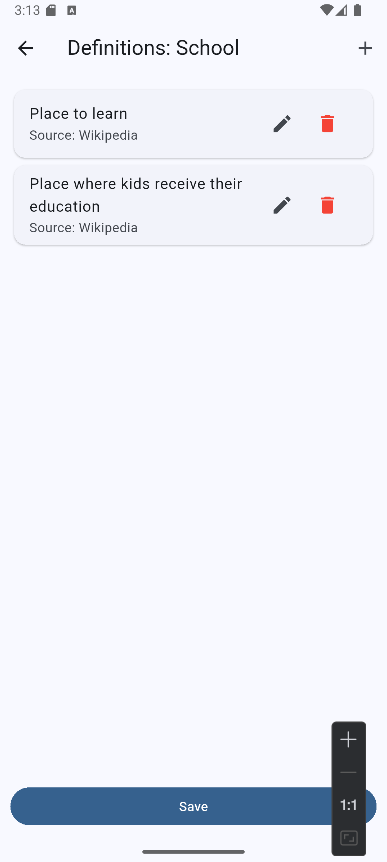 3:13
A
Definitions: School
Place to learn
Source: Wikipedia
Place where kids receive their
education
Source: Wikipedia
Save
1:1